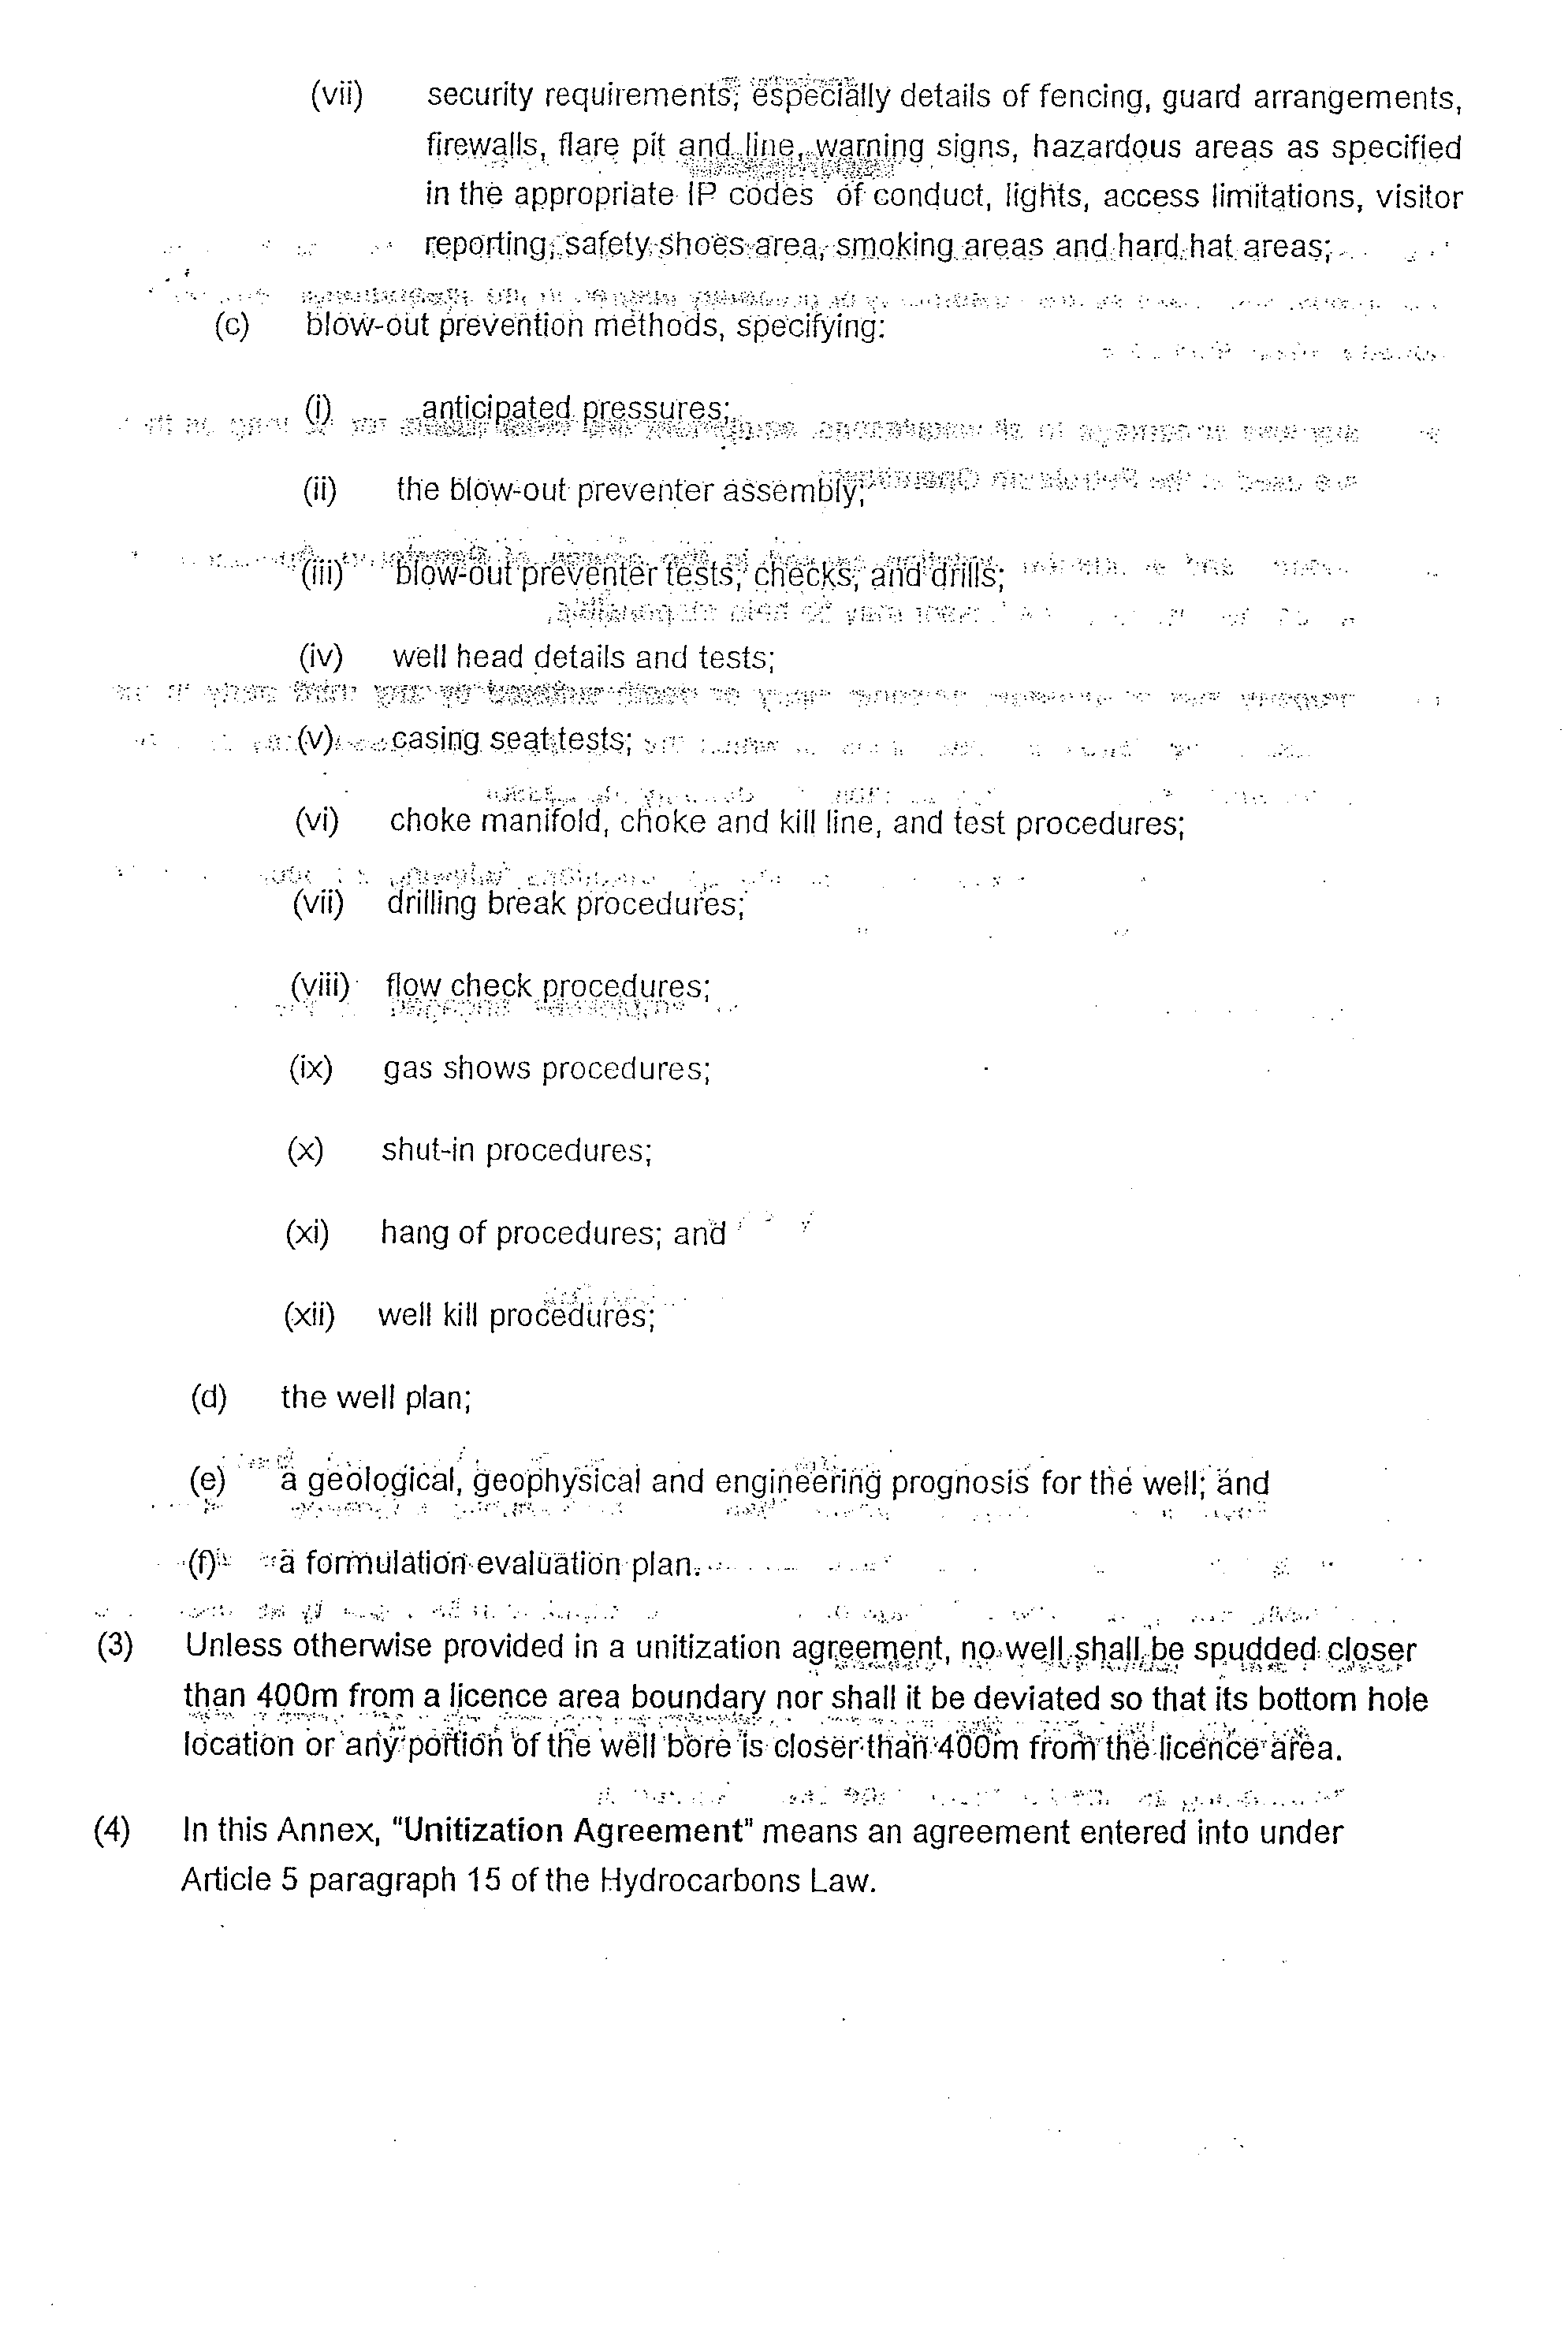 (vii) security requirements, especially details of fencing, guard arrangements,
firewalls, flare pit and line, warning signs, hazardous areas as specified
in the appropriate IP codes of conduct, lights, access limitations, visitor
reporting, safety shoes area, smoking areas and hard hat areas;
(c) blow-out prevention methods, specifying:
(i) anticipated pressures;
(ii) the blow-out preventer assembly;
(iii) blow-out preventer tests, checks, and drills;
(iv) well head details and tests;
(v) casing seat tests;
(vi) choke manifold, choke and kill line, and test procedures;
(vii) drilling break procedures;
(viii) flow check procedures;
(ix) gas shows procedures;
(x) shut-in procedures;
(xi) hang of procedures; and
(xii) well kill procedures;
(d) the well plan;
(e) a geological, geophysical and engineering prognosis for the well; and
(f) a formulation evaluation plan.
(3) Unless otherwise provided in a unitization agreement, no well shall be spudded closer
than 400m from a licence area boundary nor shall it be deviated so that its bottom hole
location or any portion of the well bore is closer than 400m from the licence area.
(4) In this Annex, "Unitization Agreement" means an agreement entered into under
Article 5 paragraph 15 of the Hydrocarbons Law.